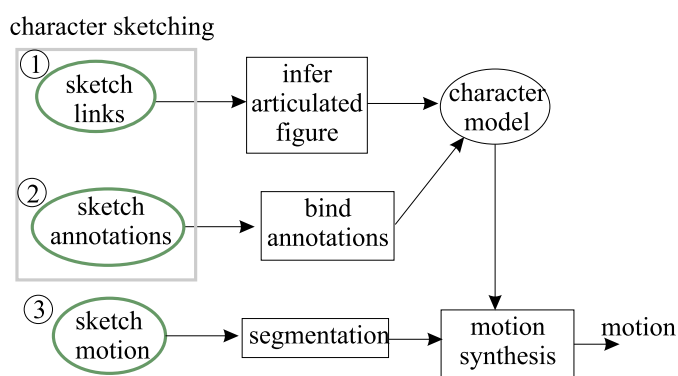 character sketching
1
sketch
links
infer
articulated
figure
character
model
2
sketch
annotations
bind
annotations
3
sketch
motion
segmentation
motion
synthesis
motion